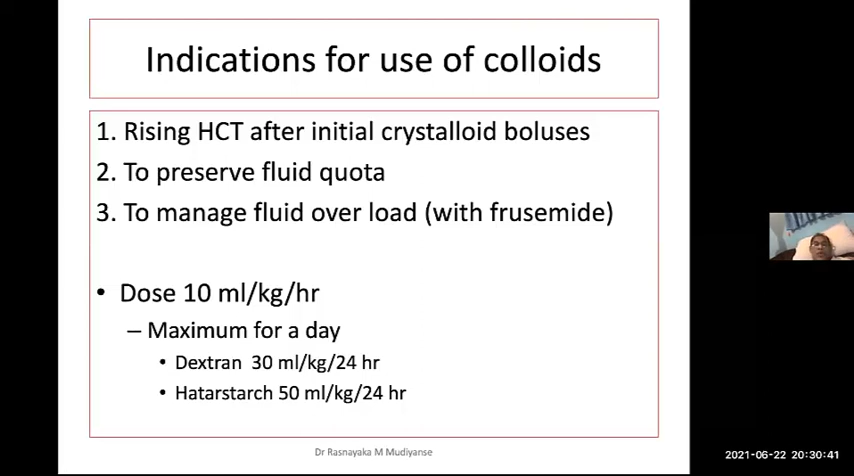 Indications for use of colloids
1. Rising HCT after initial crystalloid boluses
2. To preserve fluid quota
3. To manage fluid over load (with frusemide)
• Dose 10 ml/kg/hr
– Maximum for a day
• Dextran 30 ml/kg/24 hr
• Hatarstarch 50 ml/kg/24 hr
Dr Rasnayaka M Mudiyanse
2021-06-22 20:30:41